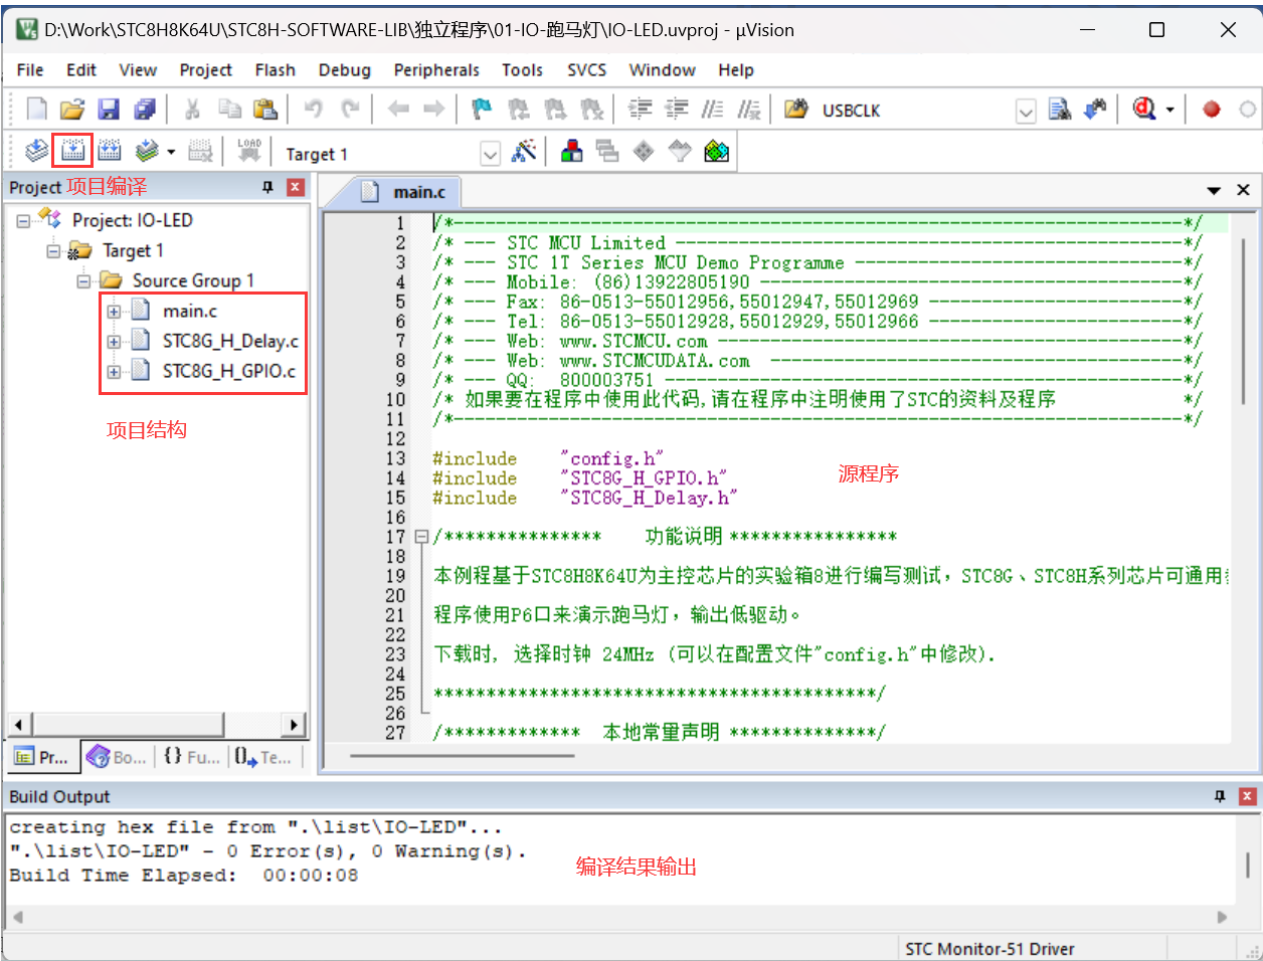 D:\Work\STC8H8K64U\STC8H-SOFTWARE-LIB\独立程序\01-IO-跑马灯\IO-LED.uvproj - µVision
File Edit View Project Flash Debug Peripherals Tools SVCS Window Help
USBCLK
LOAD
Target 1
Project 项目编译
main.c
Project: IO-LED
Target 1
Source Group 1
main.c
STC8G_H_Delay.c
STC8G_H_GPIO.c
项目结构
1 /*---------------------------------------------------------------------*/
2 /* --- STC MCU Limited ------------------------------------------------*/
3 /* --- STC 1T Series MCU Demo Programme -------------------------------*/
4 /* --- Mobile: (86)13922805190 ----------------------------------------*/
5 /* --- Fax: 86-0513-55012956,55012947,55012969 ------------------------*/
6 /* --- Tel: 86-0513-55012928,55012929,55012966 ------------------------*/
7 /* --- Web: www.STCMCU.com --------------------------------------------*/
8 /* --- Web: www.STCMCUDATA.com  ---------------------------------------*/
9 /* --- QQ:  800003751 -------------------------------------------------*/
10 /* 如果要在程序中使用此代码,请在程序中注明使用了STC的资料及程序            */
11 /*---------------------------------------------------------------------*/
12
13 #include    "config.h"
14 #include    "STC8G_H_GPIO.h"
15 #include    "STC8G_H_Delay.h"
源程序
16
17 /***************    功能说明 ****************
18
19 本例程基于STC8H8K64U为主控芯片的实验箱8进行编写测试，STC8G、STC8H系列芯片可通用
20
21 程序使用P6口来演示跑马灯，输出低驱动。
22
23 下载时, 选择时钟 24MHz (可以在配置文件"config.h"中修改).
24
25 ******************************************/
26
27 /*************  本地常量声明 **************/
Pr... Bo... {} Fu... Te...
Build Output
creating hex file from ".\list\IO-LED"...
".\list\IO-LED" - 0 Error(s), 0 Warning(s).
Build Time Elapsed:  00:00:08
编译结果输出
STC Monitor-51 Driver